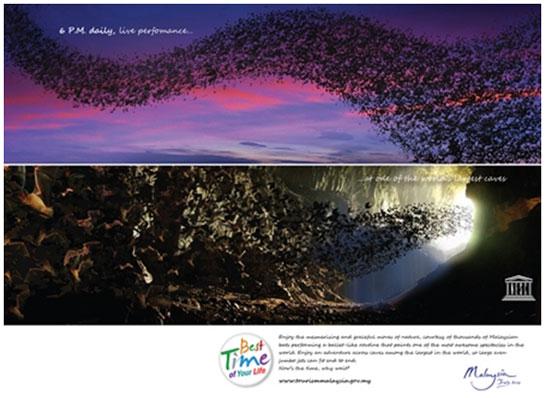 6 P.M. daily, live perfomance...
...at one of the world's largest caves
Best
Time
of Your Life
Enjoy the mesmerizing and graceful moves of nature, courtesy of thousands of Malaysian
bats performing a ballet-like routine that paints one of the most awesome spectacles in the
world. Enjoy an adventure across caves among the largest in the world, so large even
jumbo jets can fit end to end.
Now's the time, why wait?
www.tourismmalaysia.gov.my
Malaysia
Truly Asia